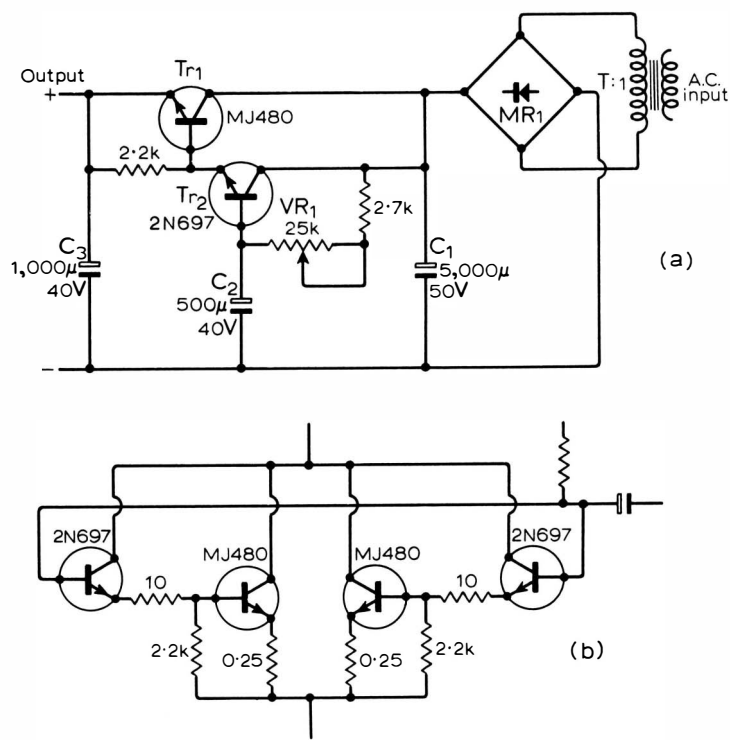 Output
+
Tr1
MJ480
T:1
A.C.
input
MR1
2·2k
Tr2
2N697
VR1
25k
2·7k
C3
1,000μ
40V
C2
500μ
40V
C1
5,000μ
50V
(a)
−
2N697
MJ480
MJ480
2N697
10
10
2·2k
0·25
0·25
2·2k
(b)